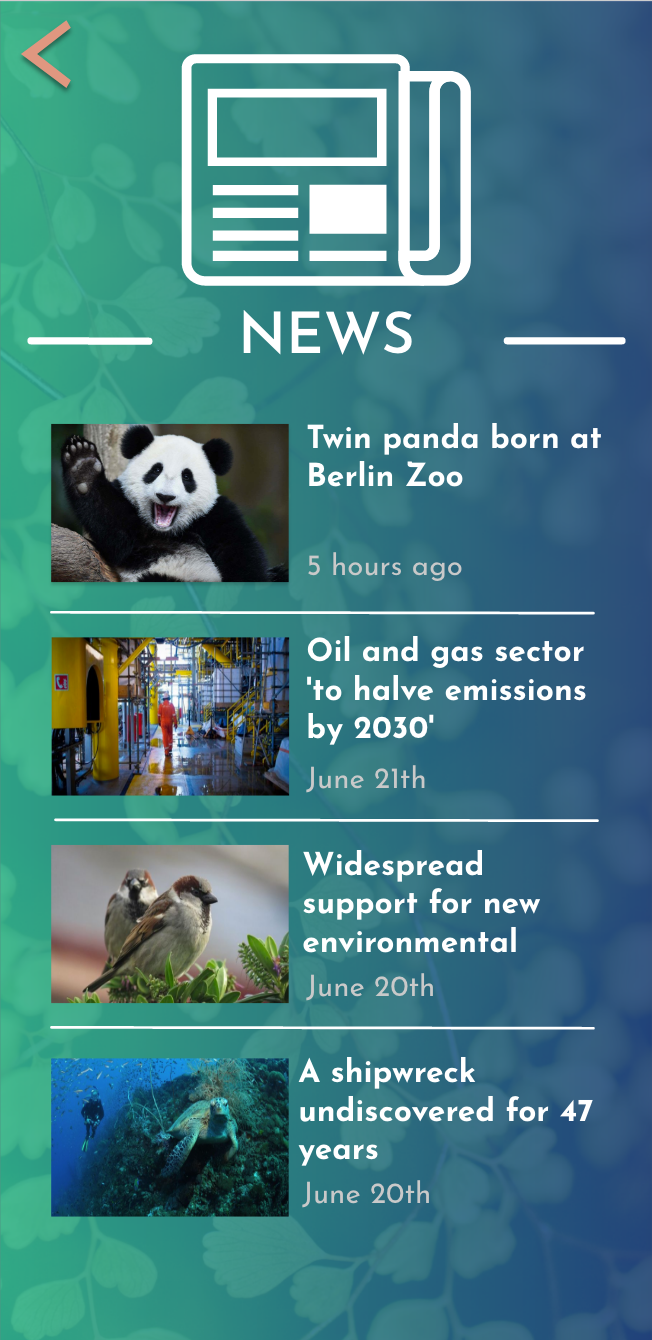 NEWS
Twin panda born at
Berlin Zoo
5 hours ago
Oil and gas sector
'to halve emissions
by 2030'
June 21th
Widespread
support for new
environmental
June 20th
A shipwreck
undiscovered for 47
years
June 20th